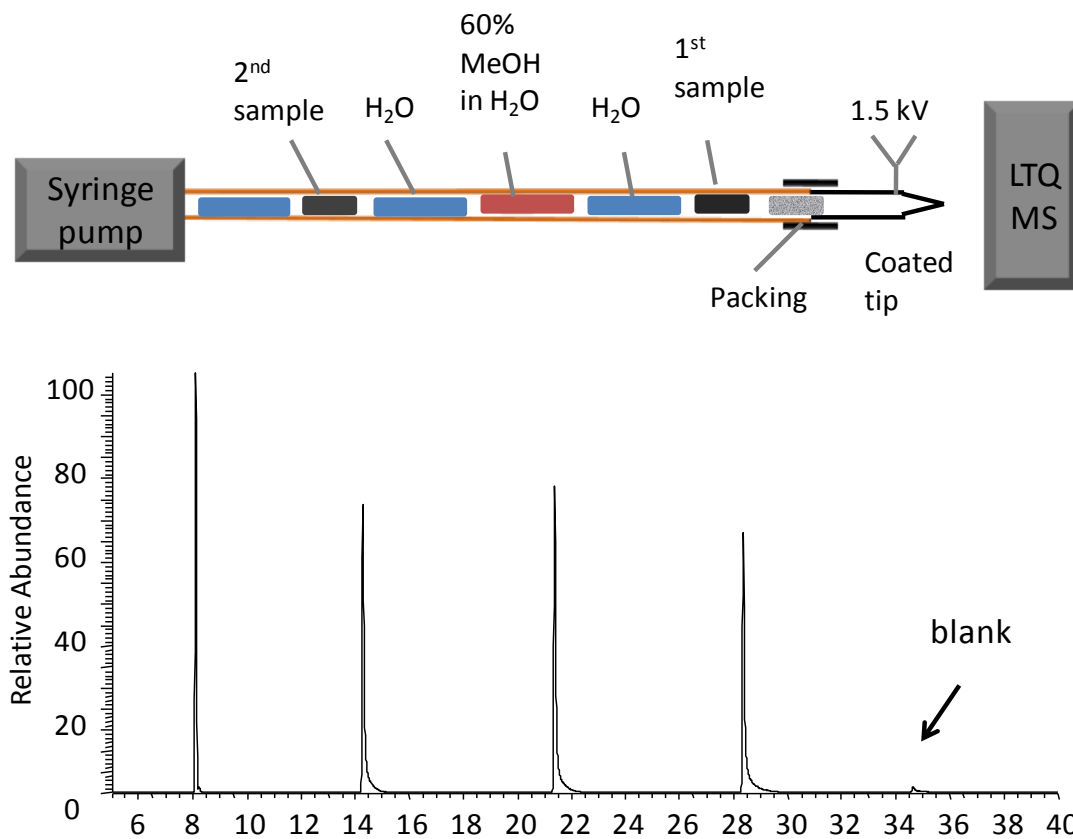 2nd
sample
H2O
60%
MeOH
in H2O
H2O
1st
sample
1.5 kV
Syringe
pump
LTQ
MS
Packing
Coated
tip
Relative Abundance
100
80
60
40
20
0
blank
6 8 10 12 14 16 18 20 22 24 26 28 30 32 34 36 38 40